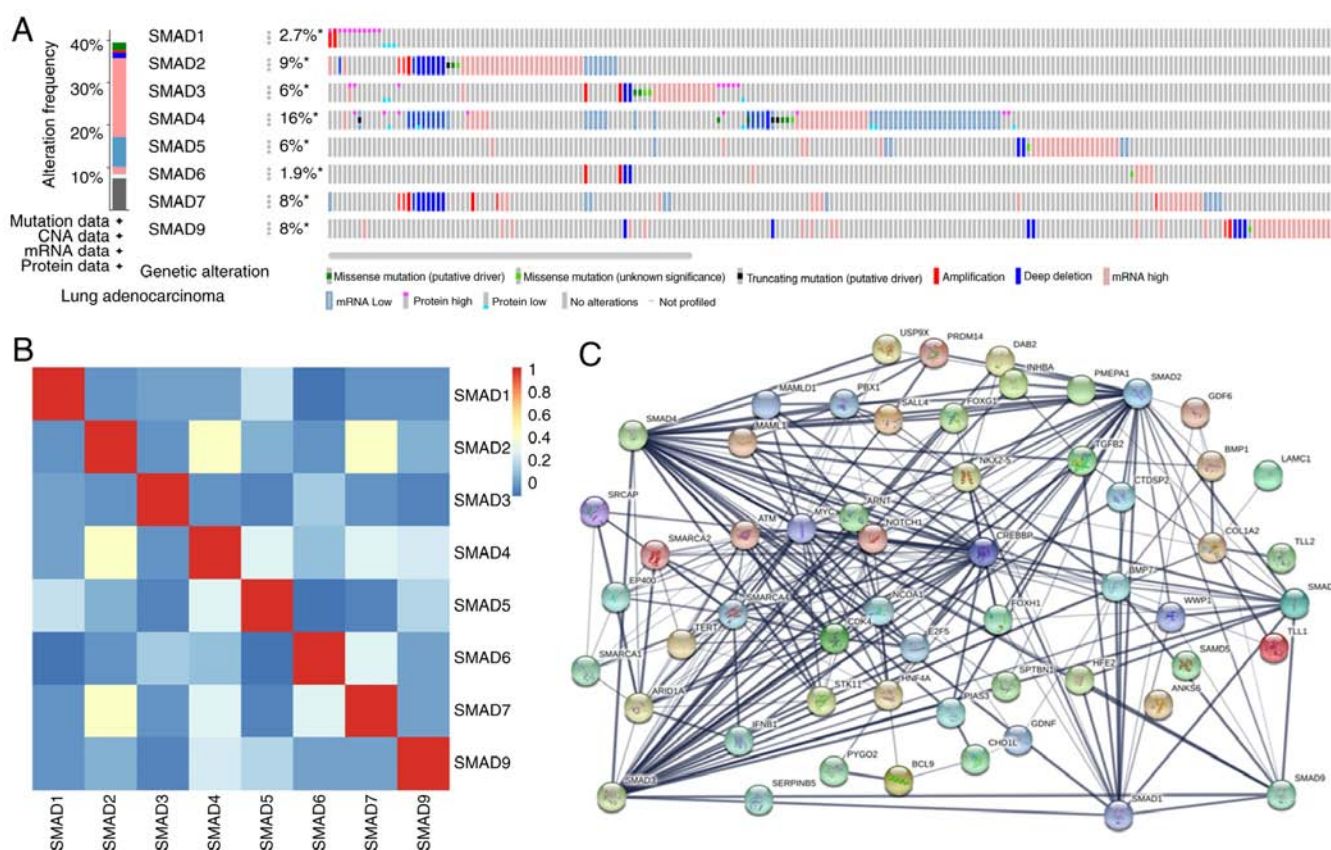 A
40%
30%
20%
10%
Alteration frequency
Mutation data
CNA data
mRNA data
Protein data
Genetic alteration
Lung adenocarcinoma
SMAD1 2.7%*
SMAD2 9%*
SMAD3 6%*
SMAD4 16%*
SMAD5 6%*
SMAD6 1.9%*
SMAD7 8%*
SMAD9 8%*
Missense mutation (putative driver) Missense mutation (unknown significance) Truncating mutation (putative driver) Amplification Deep deletion mRNA high
mRNA Low Protein high Protein low No alterations Not profiled
B
1
0.8
0.6
0.4
0.2
0
SMAD1
SMAD2
SMAD3
SMAD4
SMAD5
SMAD6
SMAD7
SMAD9
SMAD1 SMAD2 SMAD3 SMAD4 SMAD5 SMAD6 SMAD7 SMAD9
C
USP9X
PRDM14
DAB2
INHBA
PMEPA1
SMAD2
GDF6
MAMLD1
PBX1
SALL4
FOXG1
SMAD4
MAML1
TGFB2
BMP1
LAMC1
NKX2-5
CTDSP2
SRCAP
ARNT
MYC
ATM
NOTCH1
CREBBP
COL1A2
TLL2
SMARCA2
EP400
SMARCA4
NCOA1
BMP7
SMAD
FOXH1
WWP1
TERT
CDK4
E2F5
TLL1
SMARCA1
SAMD5
SPTBN1
HFE2
ARID1A
STK11
HNF4A
ANKS6
PIAS3
IFNB1
GDNF
CHD1L
PYGO2
BCL9
SMAD3
SERPINB5
SMAD1
SMAD9